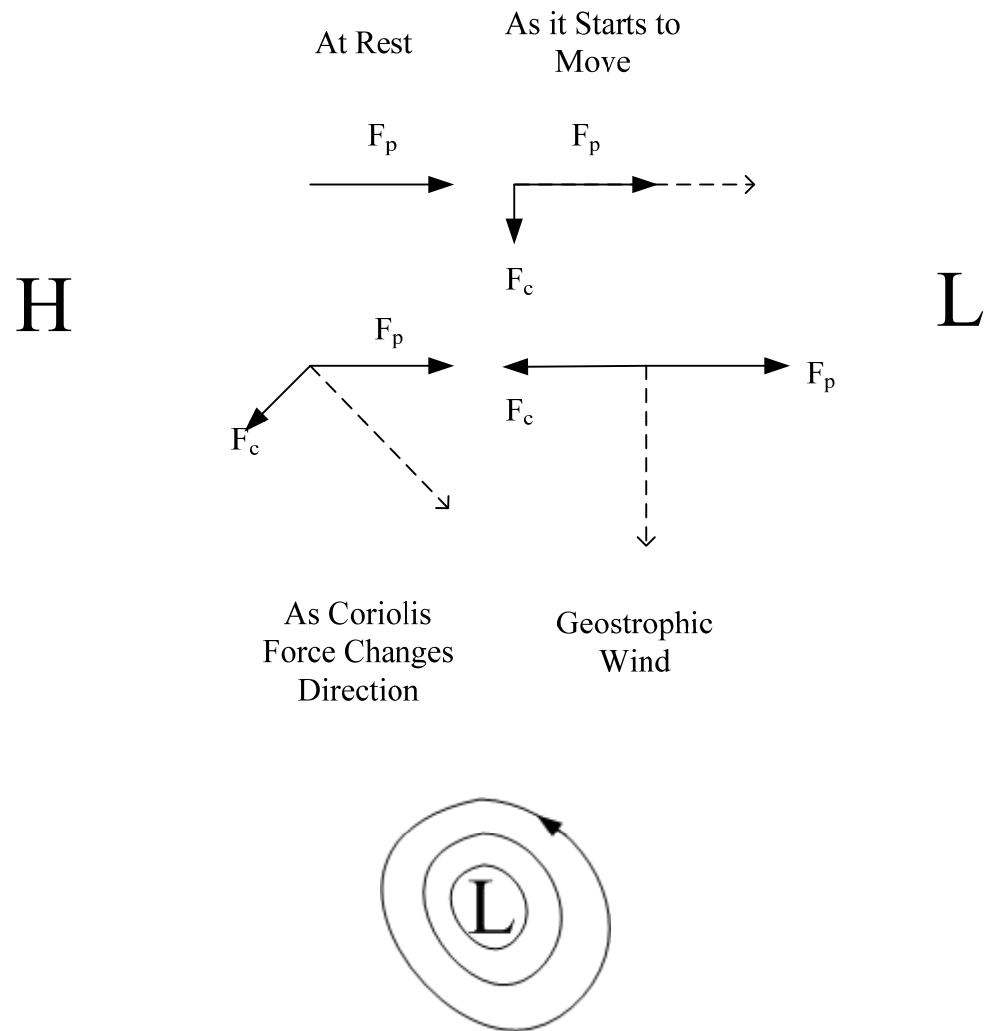 At Rest
As it Starts to
Move
Fp
Fp
Fc
H
L
Fp
Fc
Fc
Fp
As Coriolis
Force Changes
Direction
Geostrophic
Wind
L